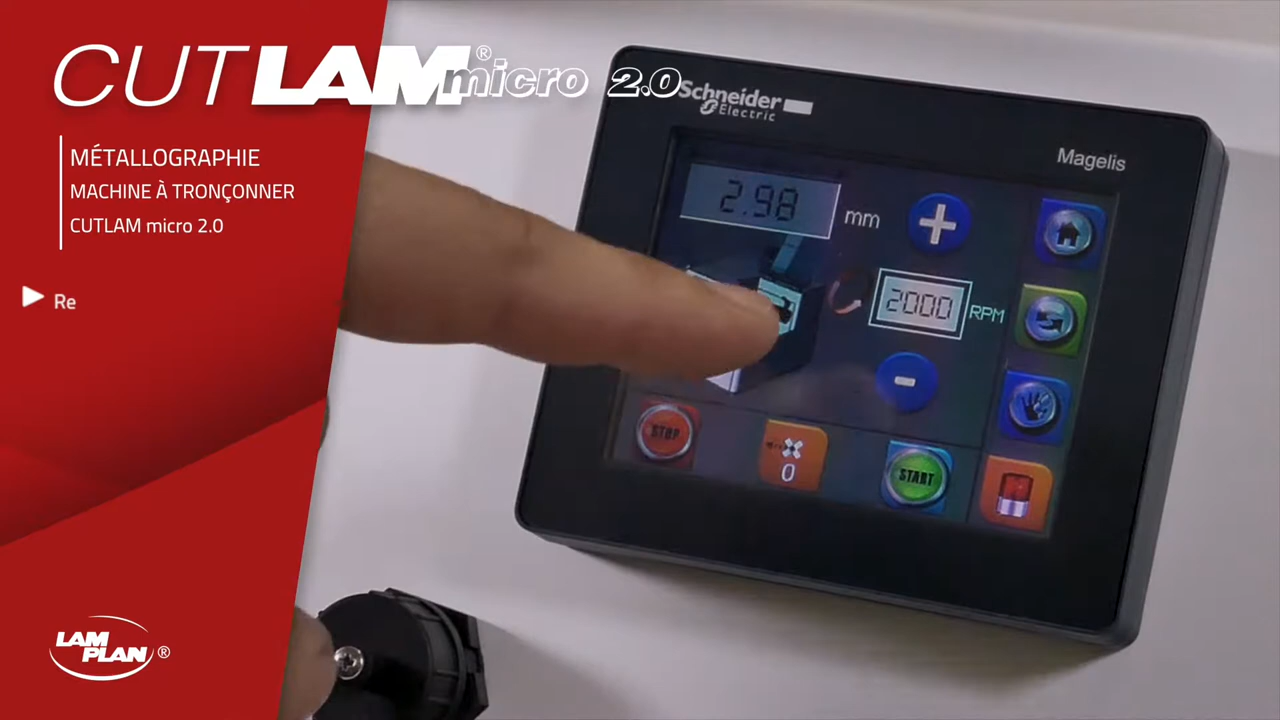 CUTLAM® micro 2.0
MÉTALLOGRAPHIE
MACHINE À TRONÇONNER
CUTLAM micro 2.0
Re
LAM
PLAN®
Schneider
Electric
Magelis
2.98 mm
2000 RPM
STOP
0
START